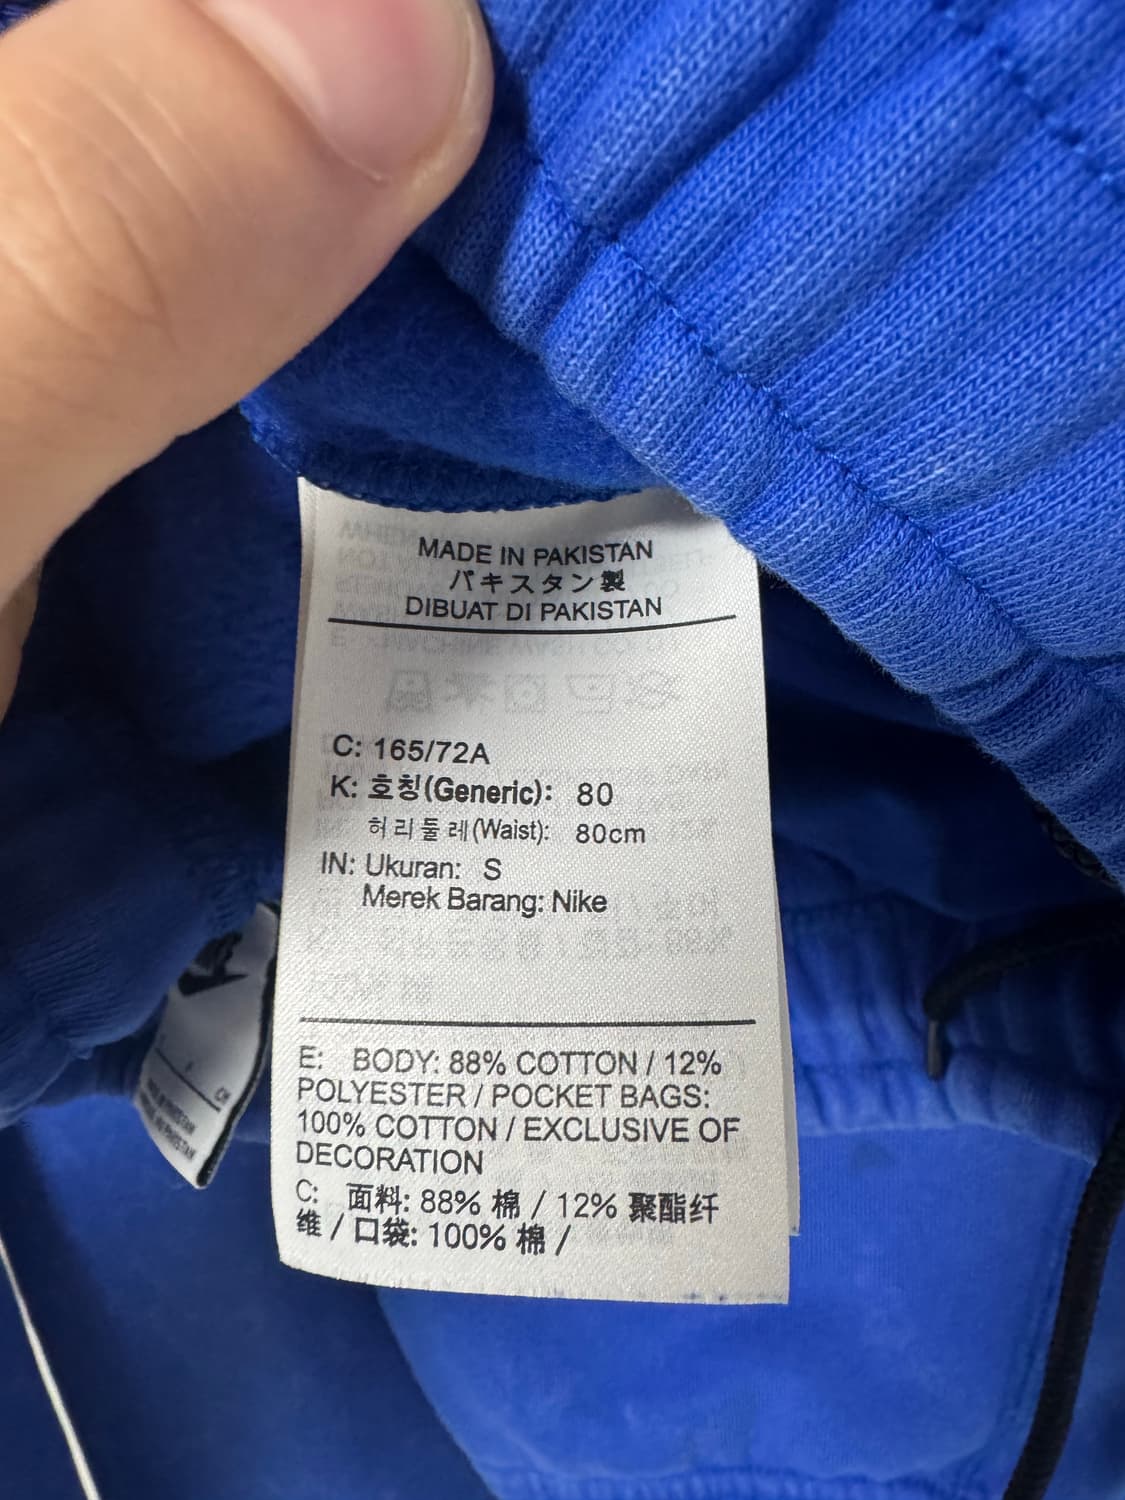 MADE IN PAKISTAN
パキスタン製
DIBUAT DI PAKISTAN
C: 165/72A
K: 호칭(Generic): 80
허리둘레(Waist): 80cm
IN: Ukuran: S
Merek Barang: Nike
E: BODY: 88% COTTON / 12%
POLYESTER / POCKET BAGS:
100% COTTON / EXCLUSIVE OF
DECORATION
C: 面料: 88% 棉 / 12% 聚酯纤
维 / 口袋: 100% 棉 /